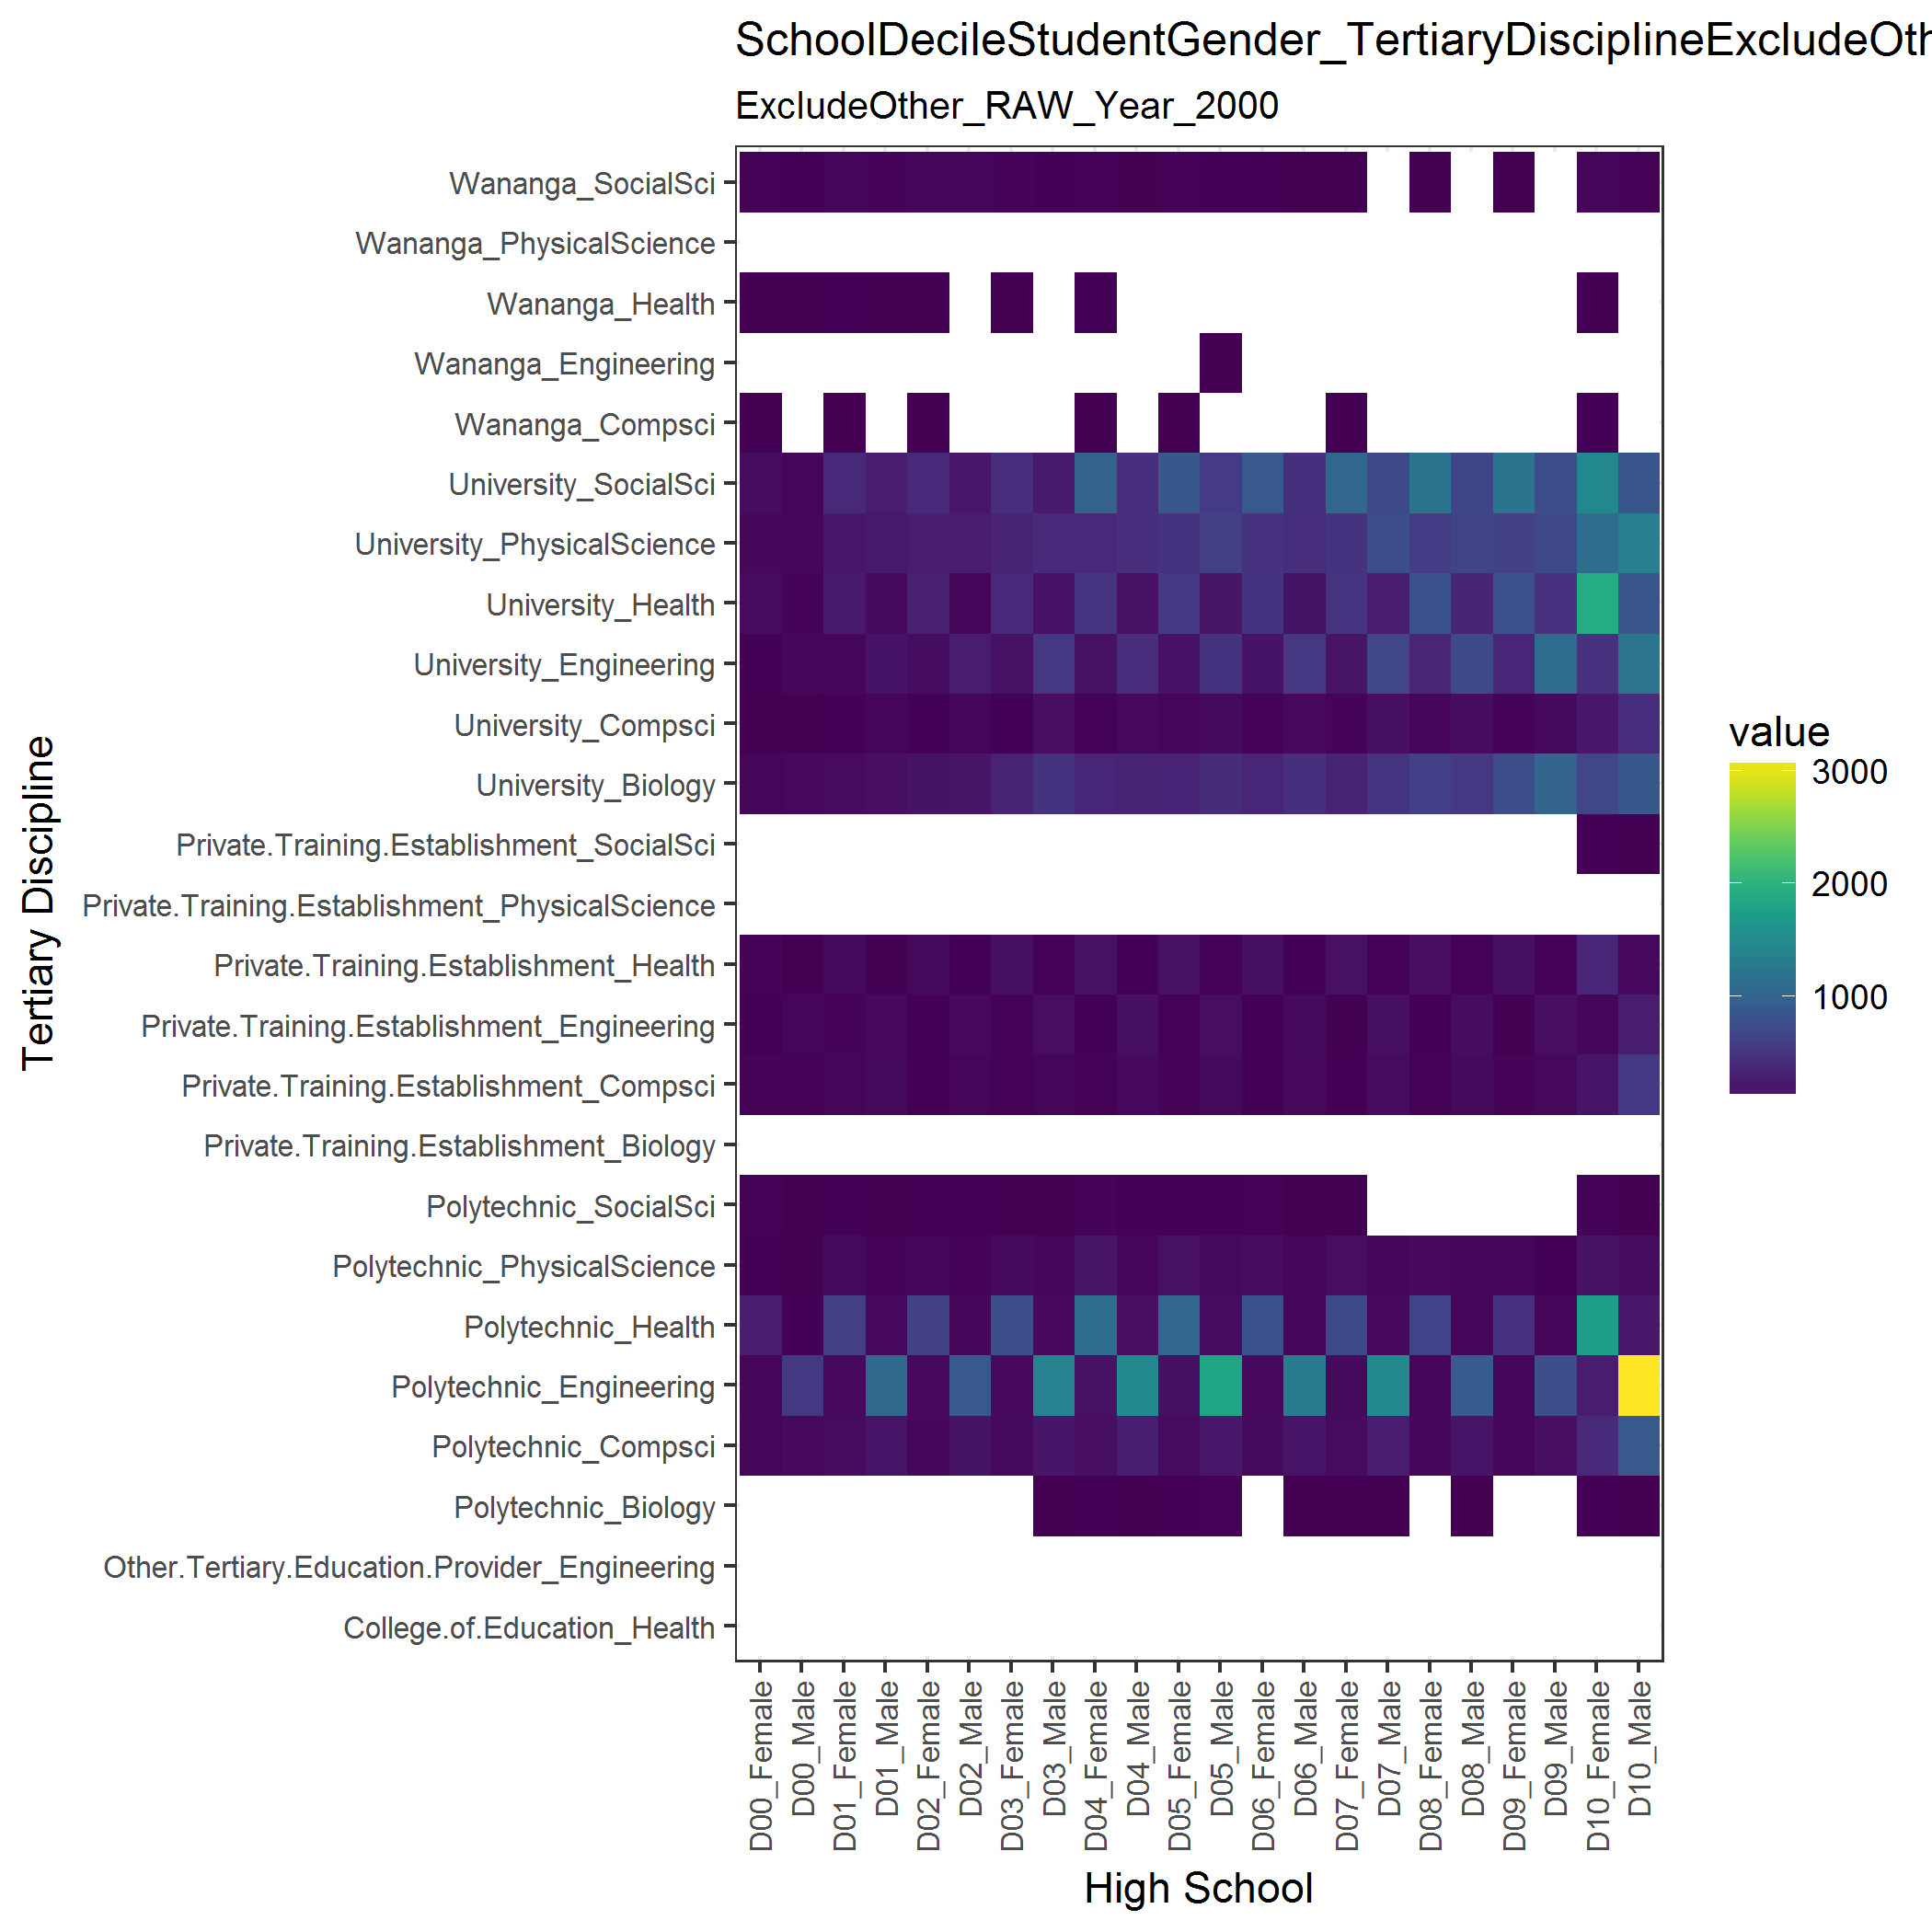 SchoolDecileStudentGender_TertiaryDisciplineExcludeOth
ExcludeOther_RAW_Year_2000
Wananga_SocialSci
Wananga_PhysicalScience
Wananga_Health
Wananga_Engineering
Wananga_Compsci
University_SocialSci
University_PhysicalScience
University_Health
University_Engineering
University_Compsci
University_Biology
Private.Training.Establishment_SocialSci
Private.Training.Establishment_PhysicalScience
Private.Training.Establishment_Health
Private.Training.Establishment_Engineering
Private.Training.Establishment_Compsci
Private.Training.Establishment_Biology
Polytechnic_SocialSci
Polytechnic_PhysicalScience
Polytechnic_Health
Polytechnic_Engineering
Polytechnic_Compsci
Polytechnic_Biology
Other.Tertiary.Education.Provider_Engineering
College.of.Education_Health
Tertiary Discipline
D00_Female
D00_Male
D01_Female
D01_Male
D02_Female
D02_Male
D03_Female
D03_Male
D04_Female
D04_Male
D05_Female
D05_Male
D06_Female
D06_Male
D07_Female
D07_Male
D08_Female
D08_Male
D09_Female
D09_Male
D10_Female
D10_Male
High School
value
3000
2000
1000